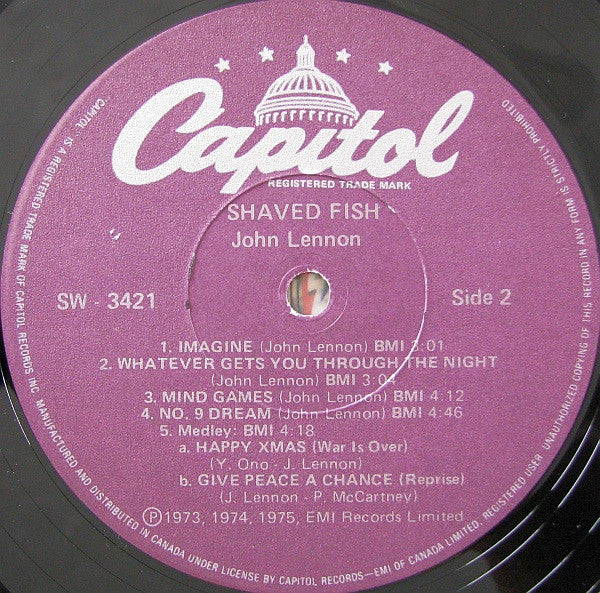 Capitol
REGISTERED TRADE MARK
SHAVED FISH
John Lennon
SW - 3421
Side 2
1. IMAGINE (John Lennon) BMI 3:01
2. WHATEVER GETS YOU THROUGH THE NIGHT
(John Lennon) BMI 3:04
3. MIND GAMES (John Lennon) BMI 4:12
4. NO. 9 DREAM (John Lennon) BMI 4:46
5. Medley: BMI 4:18
a. HAPPY XMAS (War Is Over)
(Y. Ono - J. Lennon)
b. GIVE PEACE A CHANCE (Reprise)
(J. Lennon - P. McCartney)
Ⓟ 1973, 1974, 1975, EMI Records Limited
CAPITOL IS A REGISTERED TRADE MARK OF CAPITOL RECORDS INC. MANUFACTURED AND DISTRIBUTED IN CANADA UNDER LICENSE BY CAPITOL RECORDS—EMI OF CANADA LIMITED. REGISTERED USER. UNAUTHORIZED COPYING OF THIS RECORD IN ANY FORM IS STRICTLY PROHIBITED